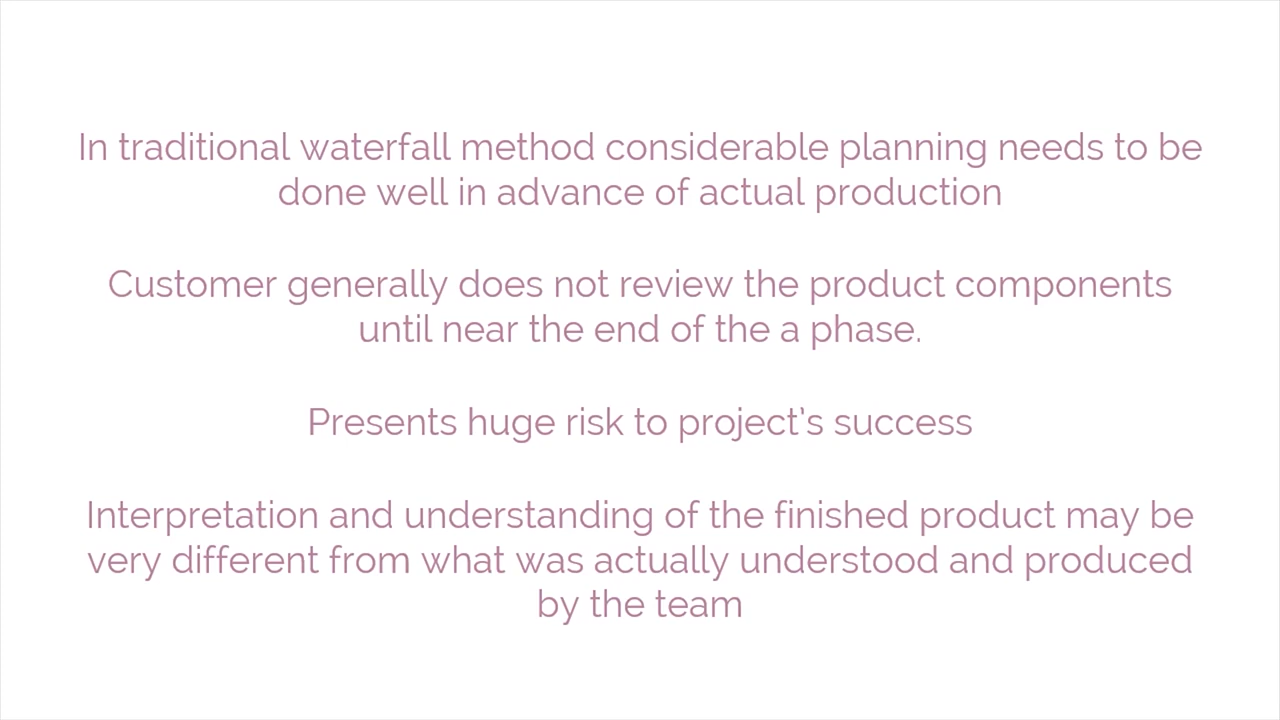 In traditional waterfall method considerable planning needs to be
done well in advance of actual production
Customer generally does not review the product components
until near the end of the a phase.
Presents huge risk to project’s success
Interpretation and understanding of the finished product may be
very different from what was actually understood and produced
by the team